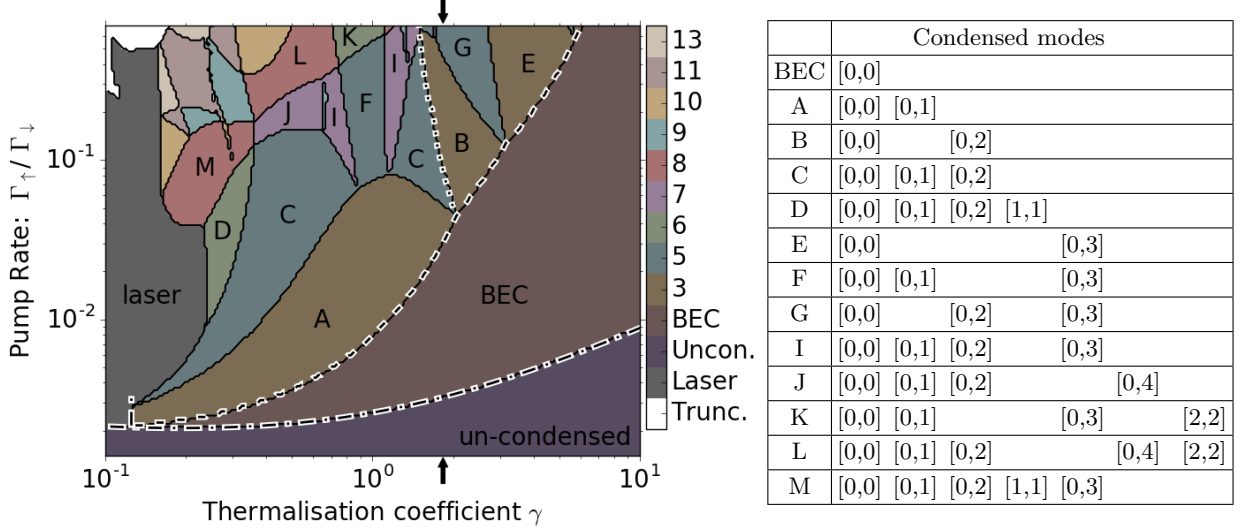 L
K
I
G
E
J
I
F
B
M
C
D
C
laser
A
BEC
un-condensed
Pump Rate: Γ↑/Γ↓
10⁻¹
10⁻²
10⁻¹
10⁰
10¹
Thermalisation coefficient γ
13
11
10
9
8
7
6
5
3
BEC
Uncon.
Laser
Trunc.
Condensed modes
BEC [0,0]
A [0,0] [0,1]
B [0,0] [0,2]
C [0,0] [0,1] [0,2]
D [0,0] [0,1] [0,2] [1,1]
E [0,0] [0,3]
F [0,0] [0,1] [0,3]
G [0,0] [0,2] [0,3]
I [0,0] [0,1] [0,2] [0,3]
J [0,0] [0,1] [0,2] [0,4]
K [0,0] [0,1] [0,3] [2,2]
L [0,0] [0,1] [0,2] [0,4] [2,2]
M [0,0] [0,1] [0,2] [1,1] [0,3]